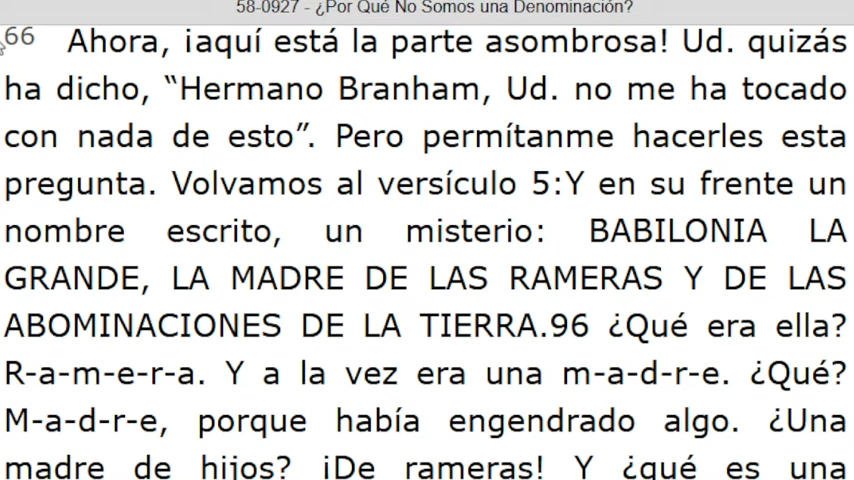 58-0927 - ¿Por Qué No Somos una Denominación?
66 Ahora, ¡aquí está la parte asombrosa! Ud. quizás
ha dicho, “Hermano Branham, Ud. no me ha tocado
con nada de esto”. Pero permítanme hacerles esta
pregunta. Volvamos al versículo 5:Y en su frente un
nombre escrito, un misterio: BABILONIA LA
GRANDE, LA MADRE DE LAS RAMERAS Y DE LAS
ABOMINACIONES DE LA TIERRA.96 ¿Qué era ella?
R-a-m-e-r-a. Y a la vez era una m-a-d-r-e. ¿Qué?
M-a-d-r-e, porque había engendrado algo. ¿Una
madre de hijos? ¡De rameras! Y ¿qué es una